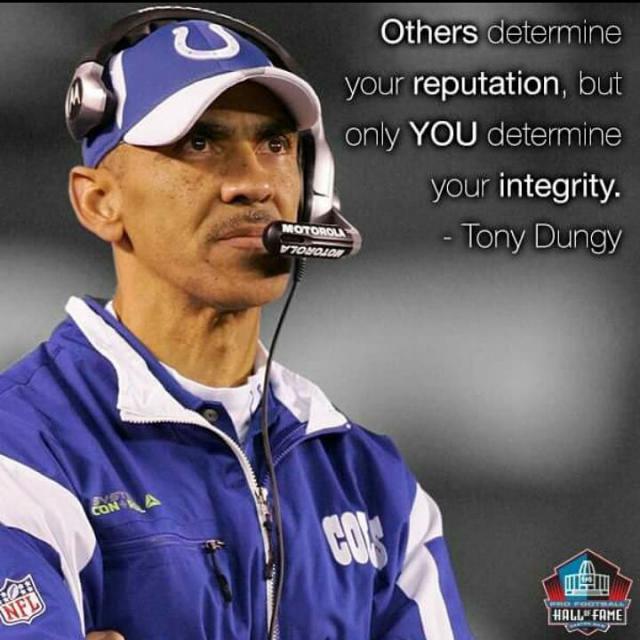 Others determine
your reputation, but
only YOU determine
your integrity.
- Tony Dungy
M
MOTOROLA
MOTOROLA
COLTS
NFL
PRO FOOTBALL
HALL OF FAME